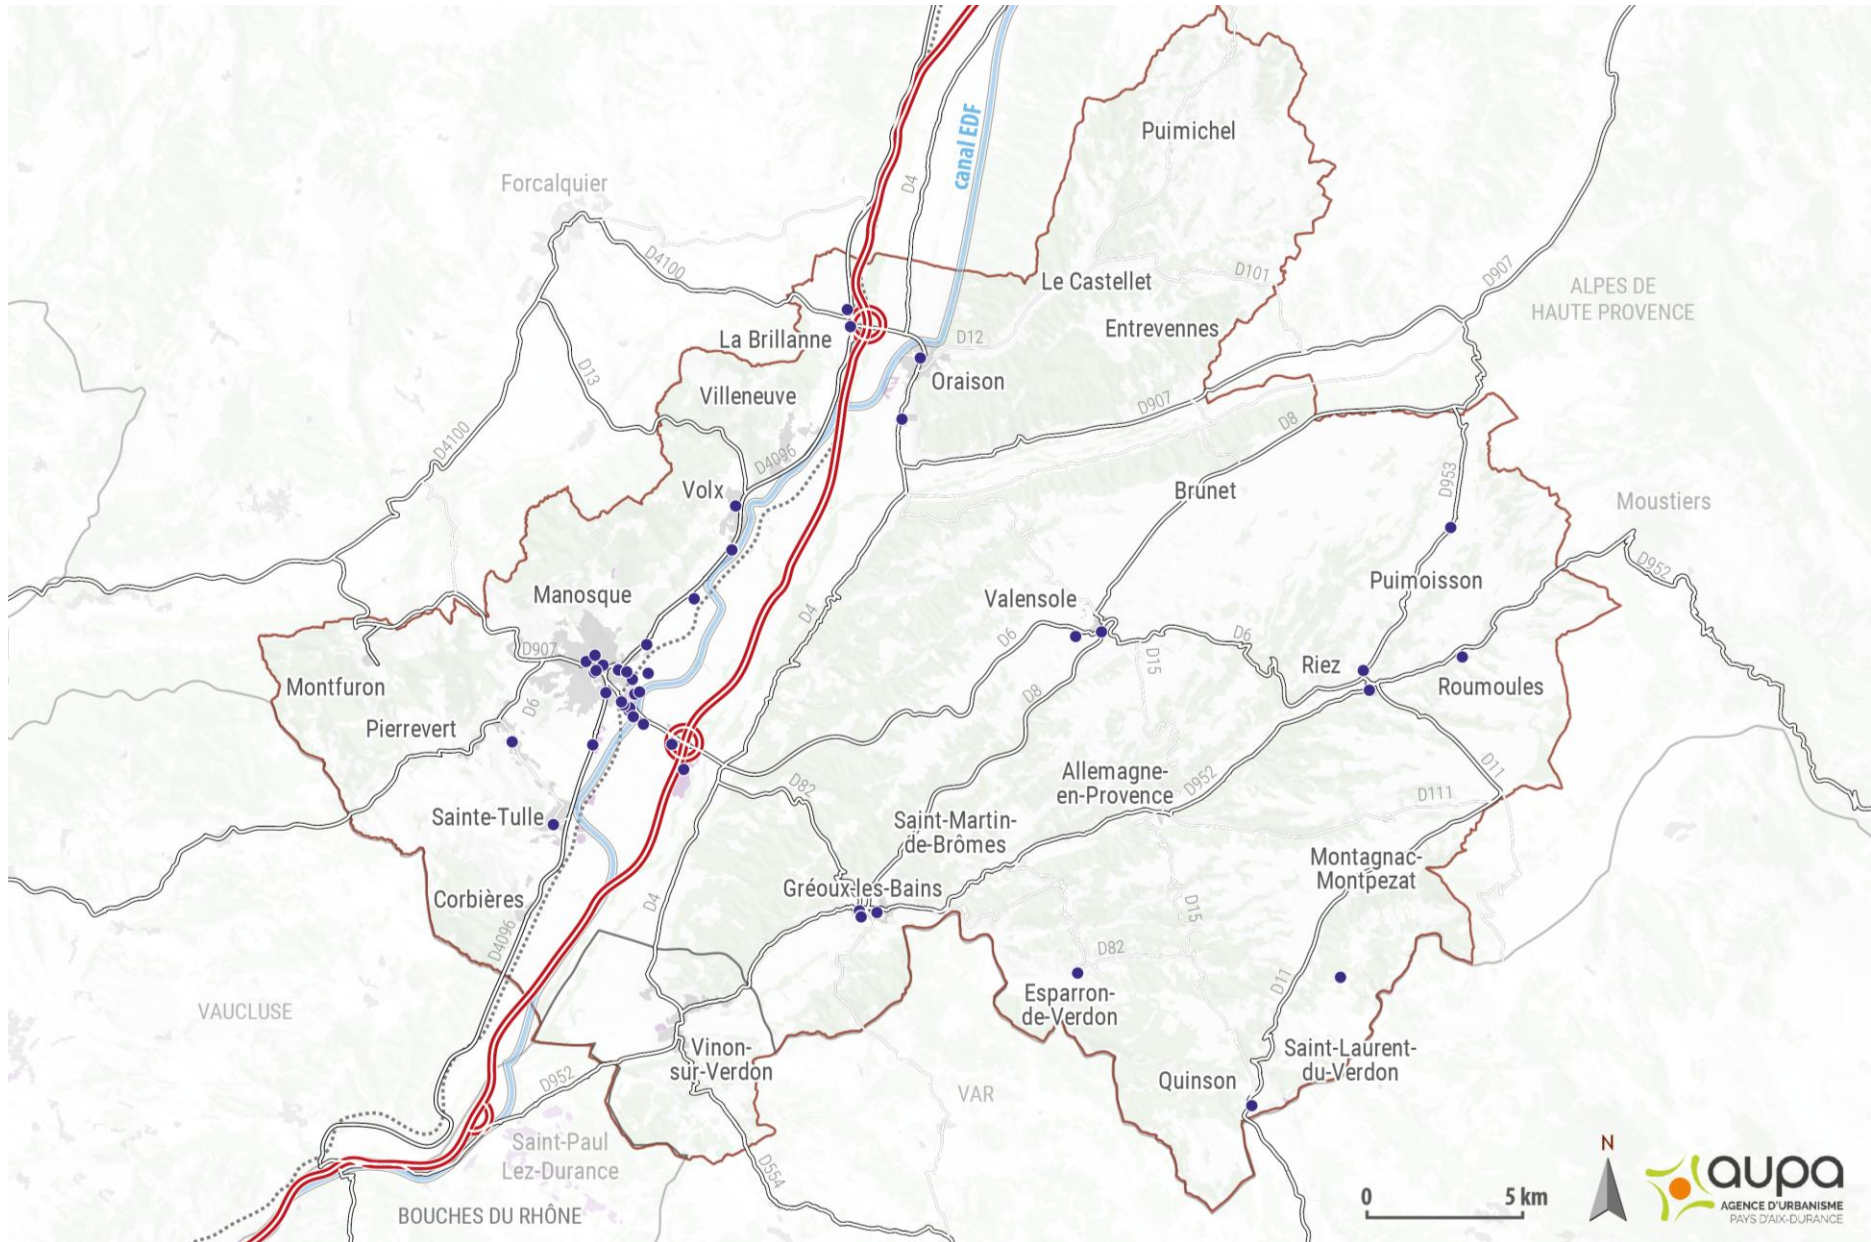 Puimichel
canal EDF
Forcalquier
D4
D4100
Le Castellet
D101
D907
ALPES DE
HAUTE PROVENCE
Entrevennes
La Brillanne
D12
D13
Oraison
Villeneuve
D907
D8
D4100
D4096
D953
Volx
Brunet
Moustiers
D952
Puimoisson
Manosque
Valensole
D4
D6
D6
D907
D15
Riez
Roumoules
Montfuron
D6
D8
Pierrevert
D11
Allemagne-
en-Provence
D952
D82
D111
Sainte-Tulle
Saint-Martin-
de-Brômes
Montagnac-
Montpezat
Gréoux-les-Bains
Corbières
D4
D15
D4096
D82
D11
Esparron-
de-Verdon
VAUCLUSE
Vinon-
sur-Verdon
Saint-Laurent-
du-Verdon
D952
Quinson
VAR
Saint-Paul
Lez-Durance
D554
N
BOUCHES DU RHÔNE
0 5 km
aupa
AGENCE D'URBANISME
PAYS D'AIX-DURANCE